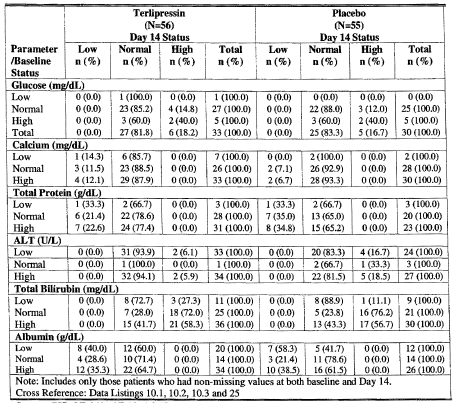 Terlipressin Placebo
(N=56) (N=55)
Day 14 Status Day 14 Status
Parameter Low Normal High Total Low Normal High Total
/Baseline n (%) n (%) n (%) n (%) n (%) n (%) n (%) n (%)
Status
Glucose (mg/dL)
Low 0 (0.0) 1 (100.0) 0 (0.0) 1 (100.0) 0 (0.0) 0 (0.0) 0 (0.0) 0 (0.0)
Normal 0 (0.0) 23 (85.2) 4 (14.8) 27 (100.0) 0 (0.0) 22 (88.0) 3 (12.0) 25 (100.0)
High 0 (0.0) 3 (60.0) 2 (40.0) 5 (100.0) 0 (0.0) 3 (60.0) 2 (40.0) 5 (100.0)
Total 0 (0.0) 27 (81.8) 6 (18.2) 33 (100.0) 0 (0.0) 25 (83.3) 5 (16.7) 30 (100.0)
Calcium (mg/dL)
Low 1 (14.3) 6 (85.7) 0 (0.0) 7 (100.0) 0 (0.0) 2 (100.0) 0 (0.0) 2 (100.0)
Normal 3 (11.5) 23 (88.5) 0 (0.0) 26 (100.0) 2 (7.1) 26 (92.9) 0 (0.0) 28 (100.0)
High 4 (12.1) 29 (87.9) 0 (0.0) 33 (100.0) 2 (6.7) 28 (93.3) 0 (0.0) 30 (100.0)
Total Protein (g/dL)
Low 1 (33.3) 2 (66.7) 0 (0.0) 3 (100.0) 1 (33.3) 2 (66.7) 0 (0.0) 3 (100.0)
Normal 6 (21.4) 22 (78.6) 0 (0.0) 28 (100.0) 7 (35.0) 13 (65.0) 0 (0.0) 20 (100.0)
High 7 (22.6) 24 (77.4) 0 (0.0) 31 (100.0) 8 (34.8) 15 (65.2) 0 (0.0) 23 (100.0)
ALT (U/L)
Low 0 (0.0) 31 (93.9) 2 (6.1) 33 (100.0) 0 (0.0) 20 (83.3) 4 (16.7) 24 (100.0)
Normal 0 (0.0) 1 (100.0) 0 (0.0) 1 (100.0) 0 (0.0) 2 (66.7) 1 (33.3) 3 (100.0)
High 0 (0.0) 32 (94.1) 2 (5.9) 34 (100.0) 0 (0.0) 22 (81.5) 5 (18.5) 27 (100.0)
Total Bilirubin (mg/dL)
Low 0 (0.0) 8 (72.7) 3 (27.3) 11 (100.0) 0 (0.0) 8 (88.9) 1 (11.1) 9 (100.0)
Normal 0 (0.0) 7 (28.0) 18 (72.0) 25 (100.0) 0 (0.0) 5 (23.8) 16 (76.2) 21 (100.0)
High 0 (0.0) 15 (41.7) 21 (58.3) 36 (100.0) 0 (0.0) 13 (43.3) 17 (56.7) 30 (100.0)
Albumin (g/dL)
Low 8 (40.0) 12 (60.0) 0 (0.0) 20 (100.0) 7 (58.3) 5 (41.7) 0 (0.0) 12 (100.0)
Normal 4 (28.6) 10 (71.4) 0 (0.0) 14 (100.0) 3 (21.4) 11 (78.6) 0 (0.0) 14 (100.0)
High 12 (35.3) 22 (64.7) 0 (0.0) 34 (100.0) 10 (38.5) 16 (61.5) 0 (0.0) 26 (100.0)
Note: Includes only those patients who had non-missing values at both baseline and Day 14.
Cross Reference: Data Listings 10.1, 10.2, 10.3 and 25